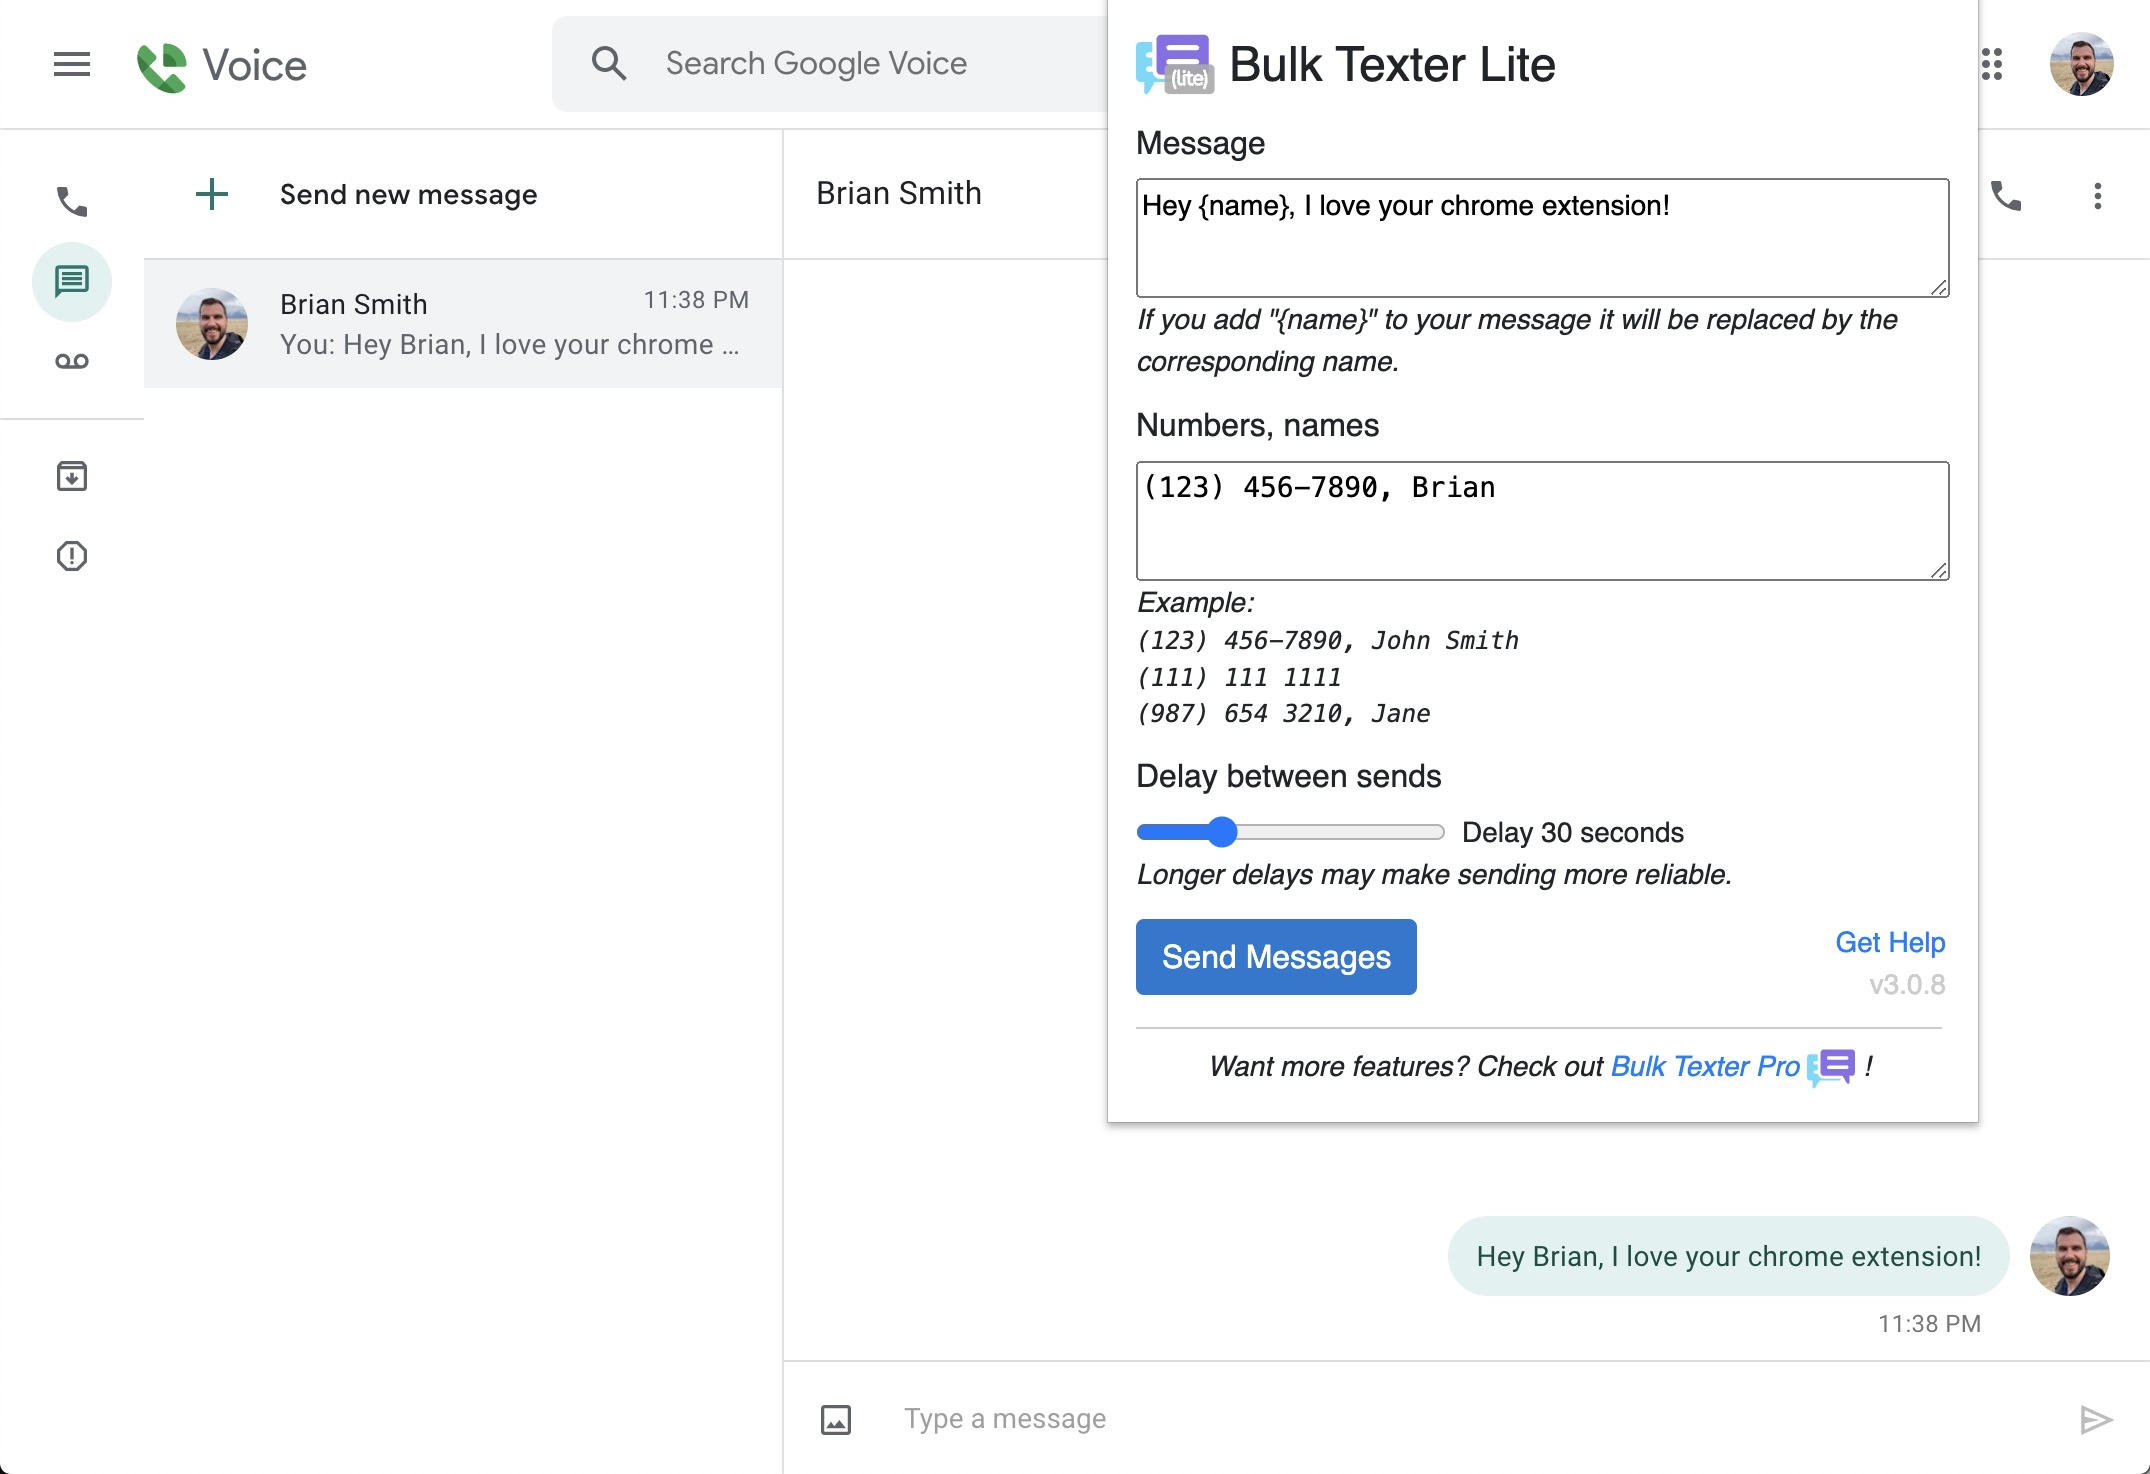 Voice
Search Google Voice
Send new message
Brian Smith
11:38 PM
You: Hey Brian, I love your chrome ...
Brian Smith
(lite)
Bulk Texter Lite
Message
Hey {name}, I love your chrome extension!
If you add "{name}" to your message it will be replaced by the
corresponding name.
Numbers, names
(123) 456-7890, Brian
Example:
(123) 456-7890, John Smith
(111) 111 1111
(987) 654 3210, Jane
Delay between sends
Delay 30 seconds
Longer delays may make sending more reliable.
Send Messages
Get Help
v3.0.8
Want more features? Check out Bulk Texter Pro !
Hey Brian, I love your chrome extension!
11:38 PM
Type a message